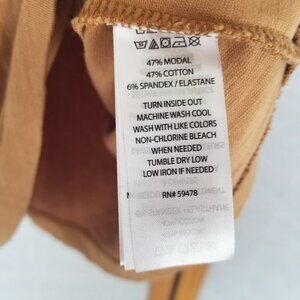 47% MODAL
47% COTTON
6% SPANDEX / ELASTANE
TURN INSIDE OUT
MACHINE WASH COOL
WASH WITH LIKE COLORS
NON-CHLORINE BLEACH
WHEN NEEDED
TUMBLE DRY LOW
LOW IRON IF NEEDED
RN# 59478